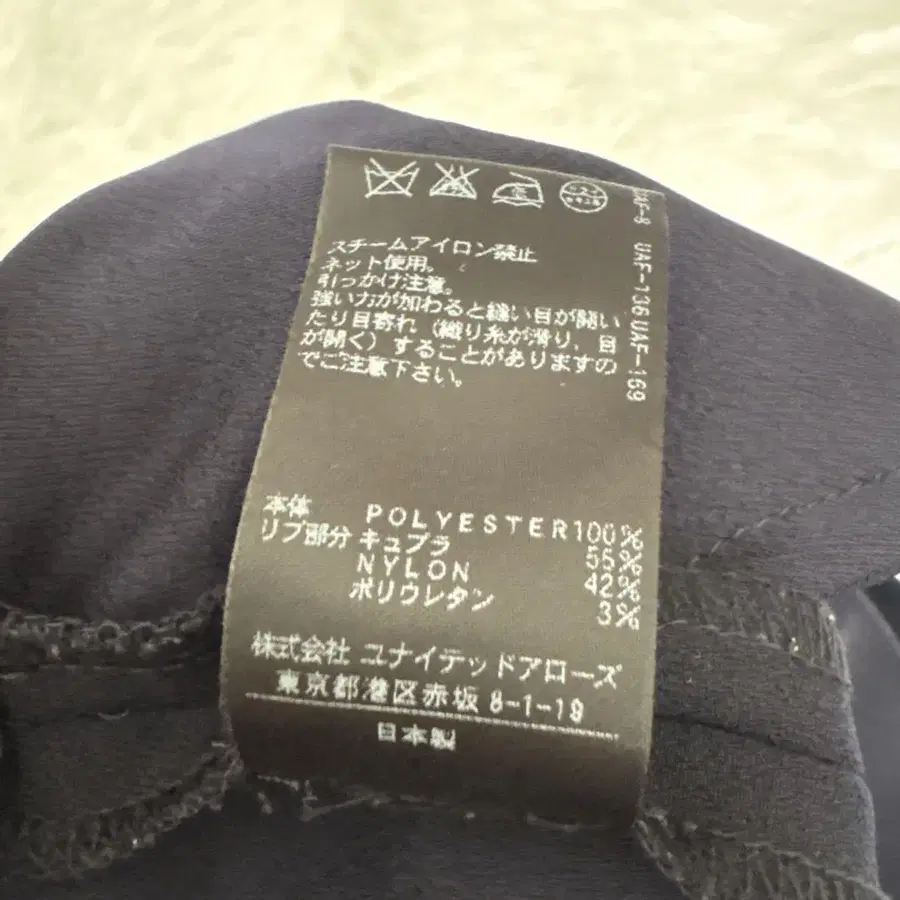 UAF-8 UAF-136 UAF-169
スチームアイロン禁止
ネット使用。
引っかけ注意。
強い力が加わると縫い目が開い
たり目寄れ（織り糸が滑り、目
が開く）することがありますの
でご注意下さい。
本体 POLYESTER100%
リブ部分 キュプラ 55%
NYLON 42%
ポリウレタン 3%
株式会社 ユナイテッドアローズ
東京都港区赤坂 8-1-19
日本製